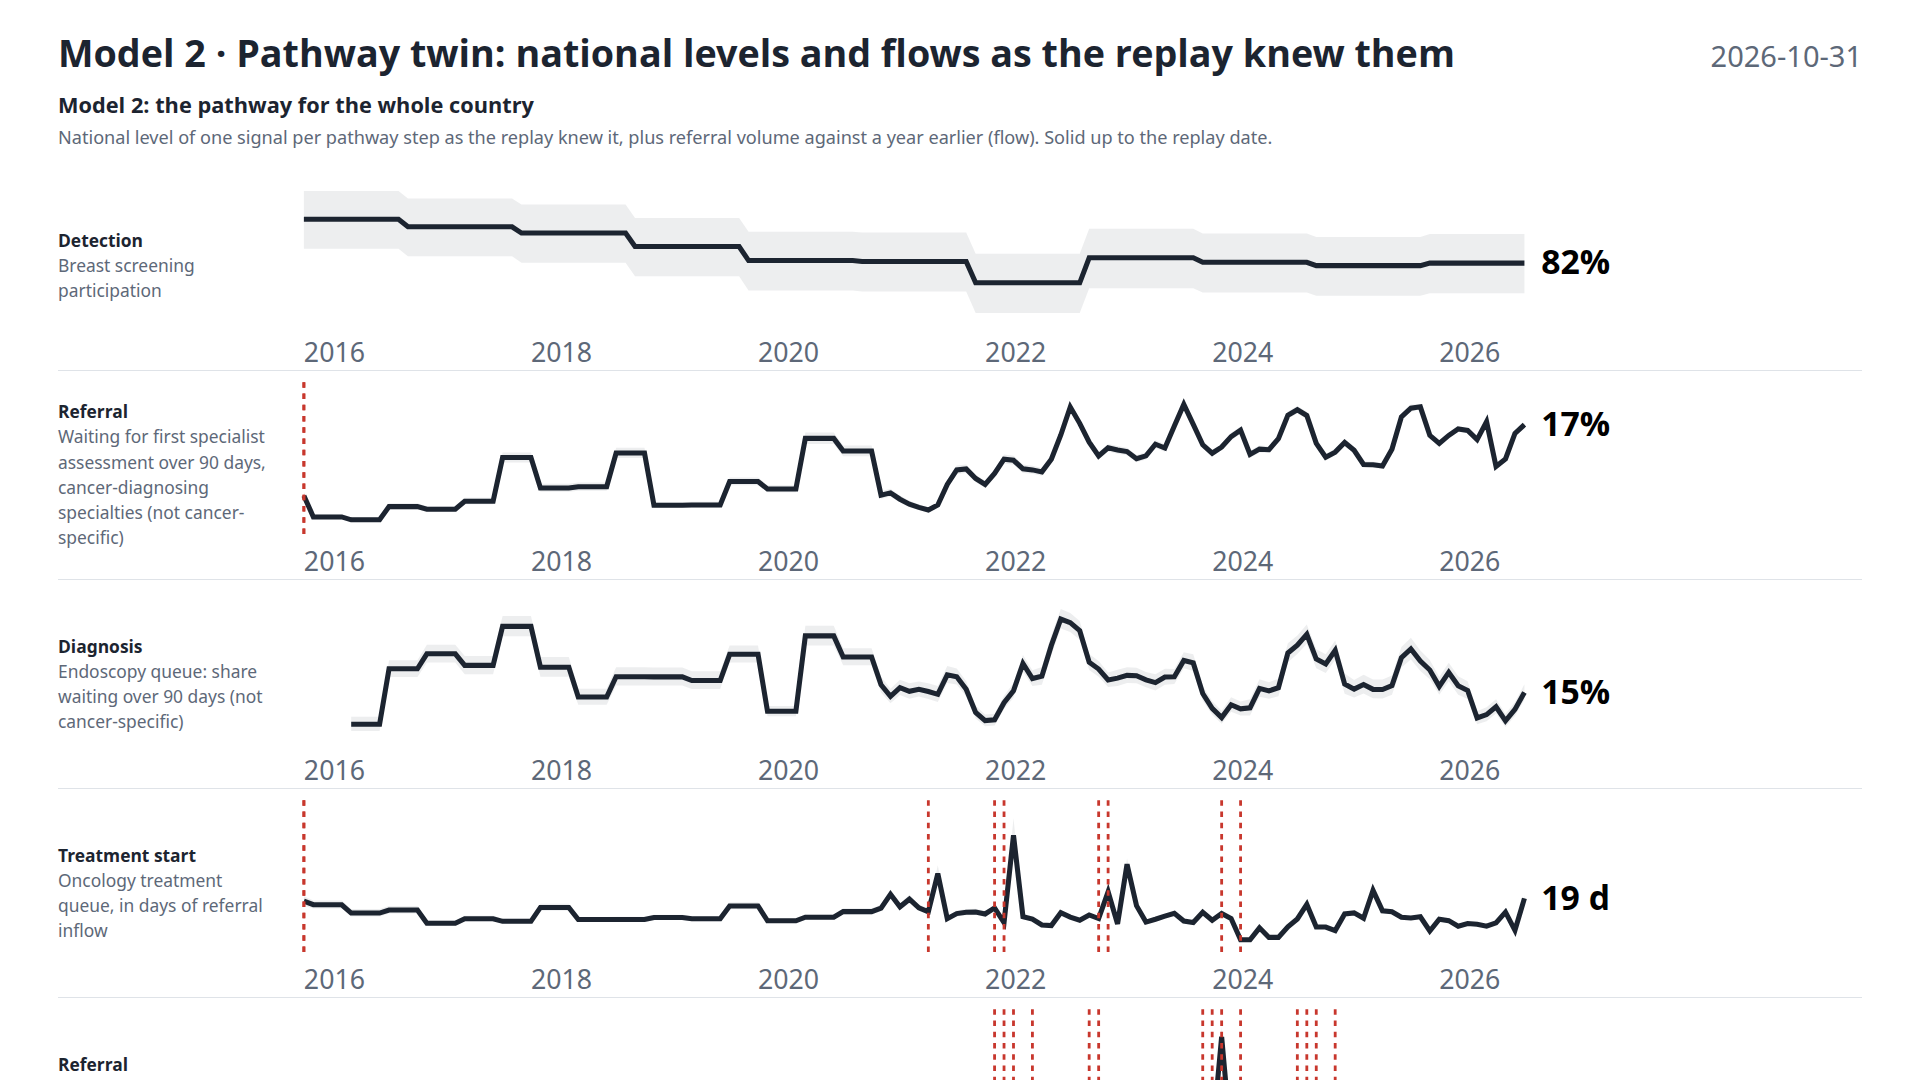 Model 2 · Pathway twin: national levels and flows as the replay knew them
2026-10-31
Model 2: the pathway for the whole country
National level of one signal per pathway step as the replay knew it, plus referral volume against a year earlier (flow). Solid up to the replay date.
Detection
Breast screening
participation
82%
2016 2018 2020 2022 2024 2026
Referral
Waiting for first specialist
assessment over 90 days,
cancer-diagnosing
specialties (not cancer-
specific)
17%
2016 2018 2020 2022 2024 2026
Diagnosis
Endoscopy queue: share
waiting over 90 days (not
cancer-specific)
15%
2016 2018 2020 2022 2024 2026
Treatment start
Oncology treatment
queue, in days of referral
inflow
19 d
2016 2018 2020 2022 2024 2026
Referral